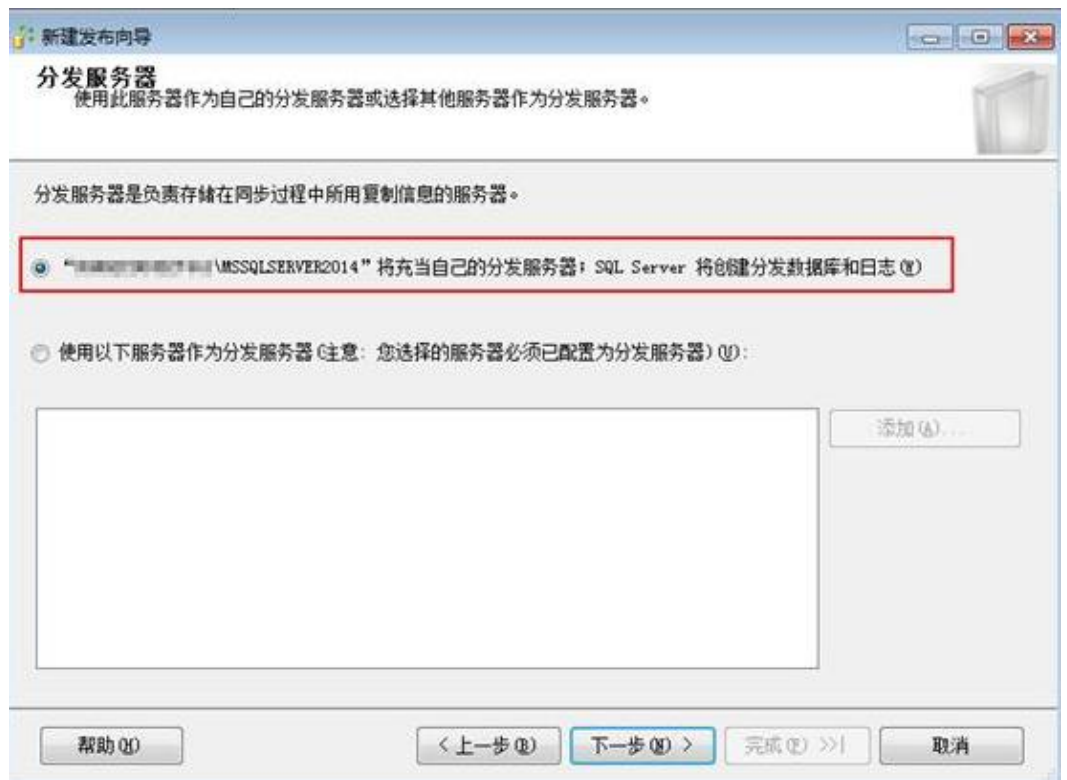 新建发布向导
分发服务器
使用此服务器作为自己的分发服务器或选择其他服务器作为分发服务器。
分发服务器是负责存储在同步过程中所用复制信息的服务器。
“\MSSQLSERVER2014”将充当自己的分发服务器；SQL Server 将创建分发数据库和日志(W)
使用以下服务器作为分发服务器(注意: 您选择的服务器必须已配置为分发服务器)(U):
添加(A)...
帮助(H)
<上一步(B)
下一步(N) >
完成(F) >>|
取消